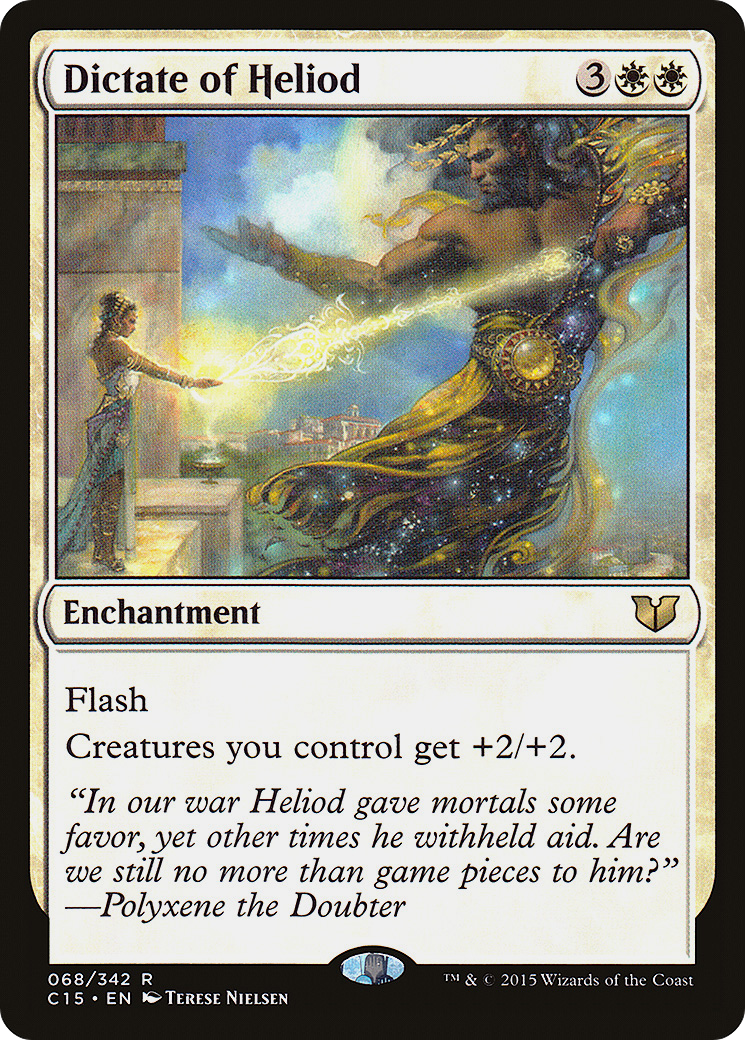 Dictate of Heliod 3
Enchantment
Flash
Creatures you control get +2/+2.
“In our war Heliod gave mortals some
favor, yet other times he withheld aid. Are
we still no more than game pieces to him?”
—Polyxene the Doubter
068/342 R
C15 • EN Terese Nielsen
™ & © 2015 Wizards of the Coast